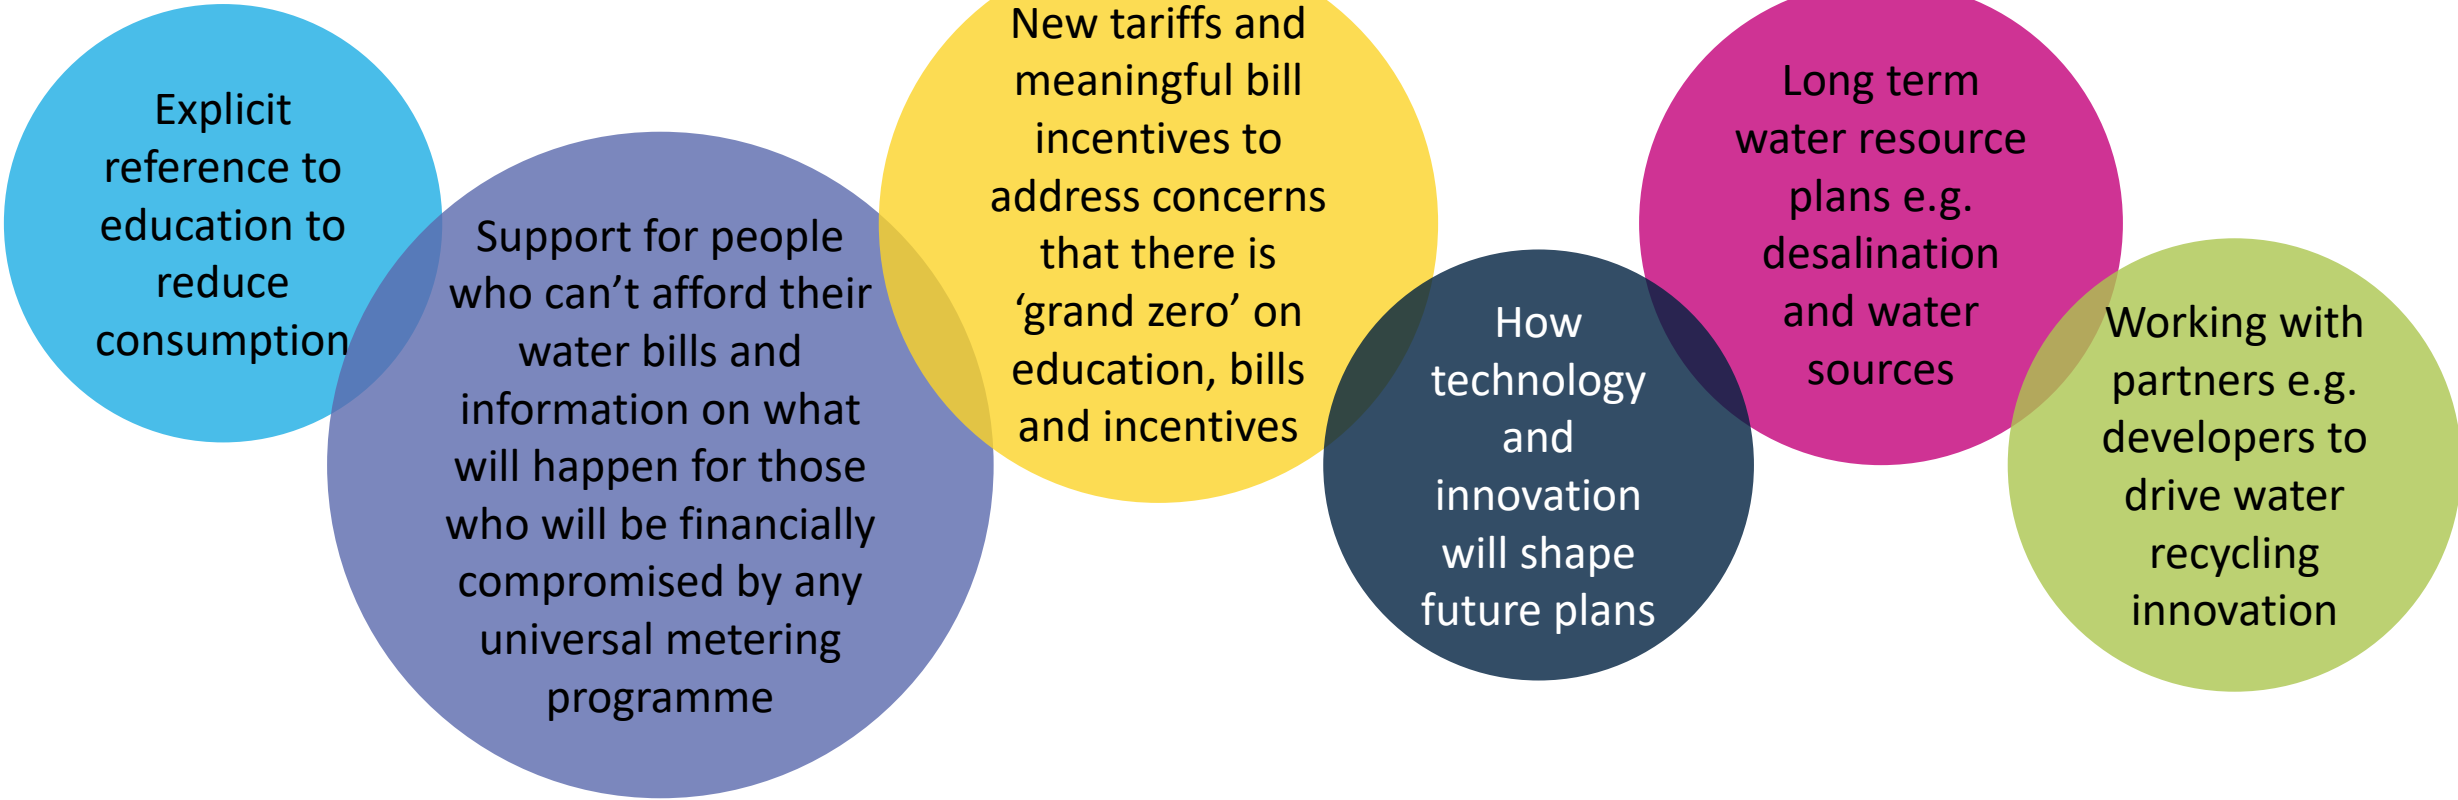 Explicit
reference to
education to
reduce
consumption
Support for people
who can’t afford their
water bills and
information on what
will happen for those
who will be financially
compromised by any
universal metering
programme
New tariffs and
meaningful bill
incentives to
address concerns
that there is
‘grand zero’ on
education, bills
and incentives
How
technology
and
innovation
will shape
future plans
Long term
water resource
plans e.g.
desalination
and water
sources
Working with
partners e.g.
developers to
drive water
recycling
innovation